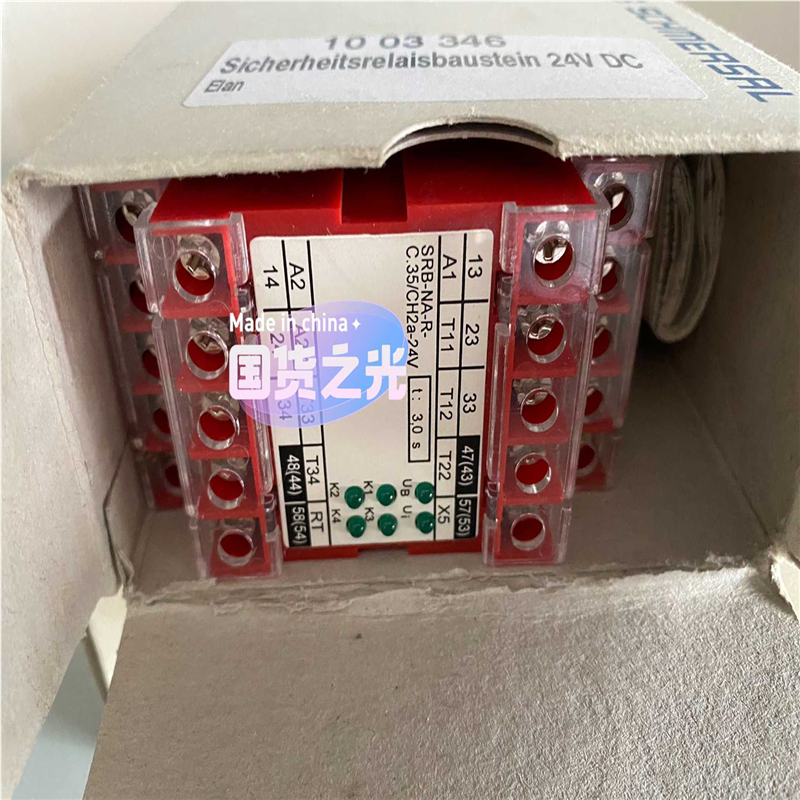 SCHMERSAL
10 03 346
Sicherheitsrelaisbaustein 24V DC
Elan
13
23
33
47(43)
57(53)
A1
T11
T12
T22
X5
SRB-NA-R-
C.35/CH2a-24V
t: 3,0 s
UB
Ui
K1
K3
K2
K4
A2
T34
RT
14
48(44)
58(54)
Made in china
国货之光